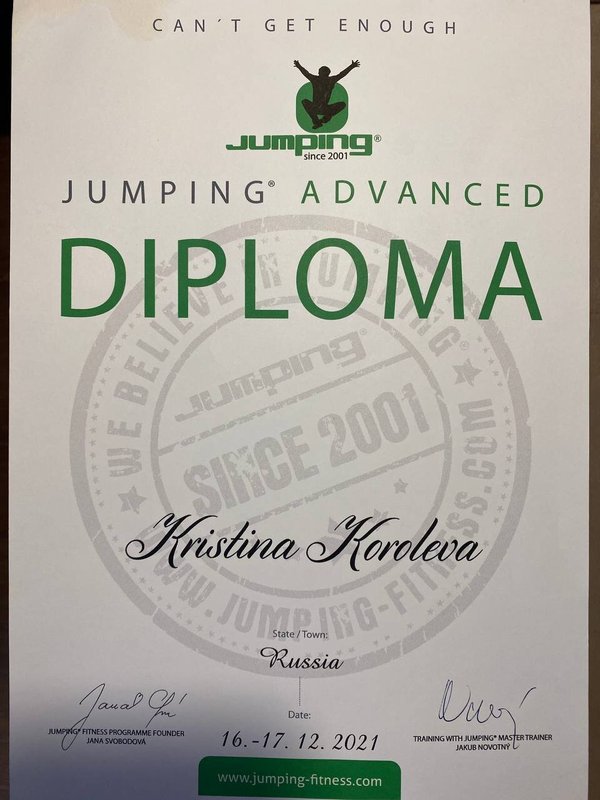 CAN´T GET ENOUGH
JUMPING®
since 2001
JUMPING® ADVANCED
DIPLOMA
WE BELIEVE IN JUMPING®
JUMPING®
SINCE 2001
WWW.JUMPING-FITNESS.COM
Kristina Koroleva
State / Town:
Russia
Date:
16.-17. 12. 2021
JUMPING® FITNESS PROGRAMME FOUNDER
JANA SVOBODOVÁ
TRAINING WITH JUMPING® MASTER TRAINER
JAKUB NOVOTNÝ
www.jumping-fitness.com